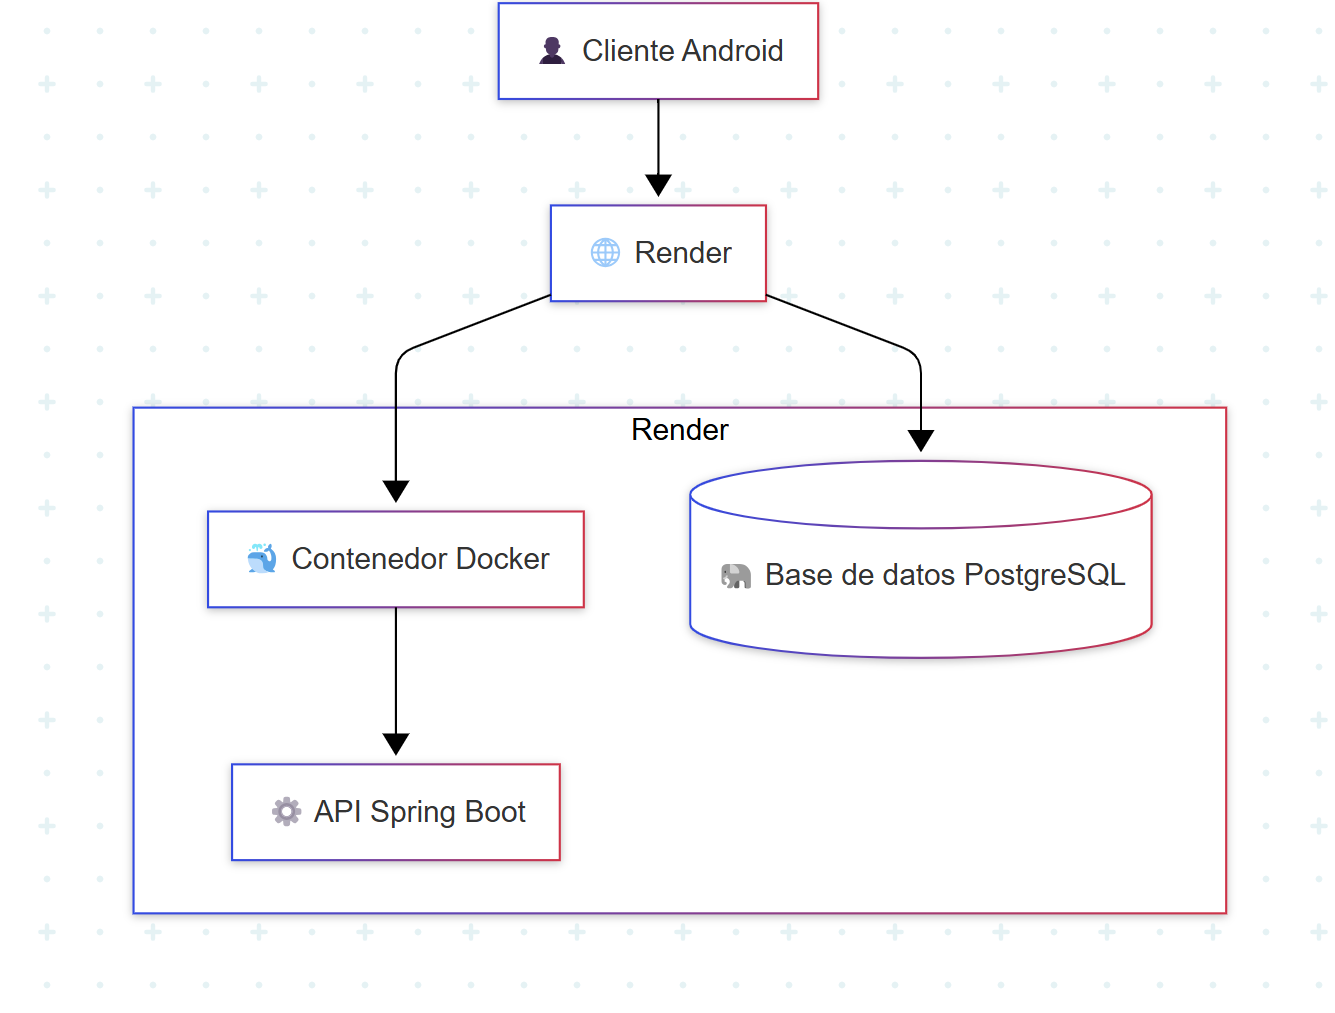 Cliente Android
Render
Render
Contenedor Docker
Base de datos PostgreSQL
API Spring Boot